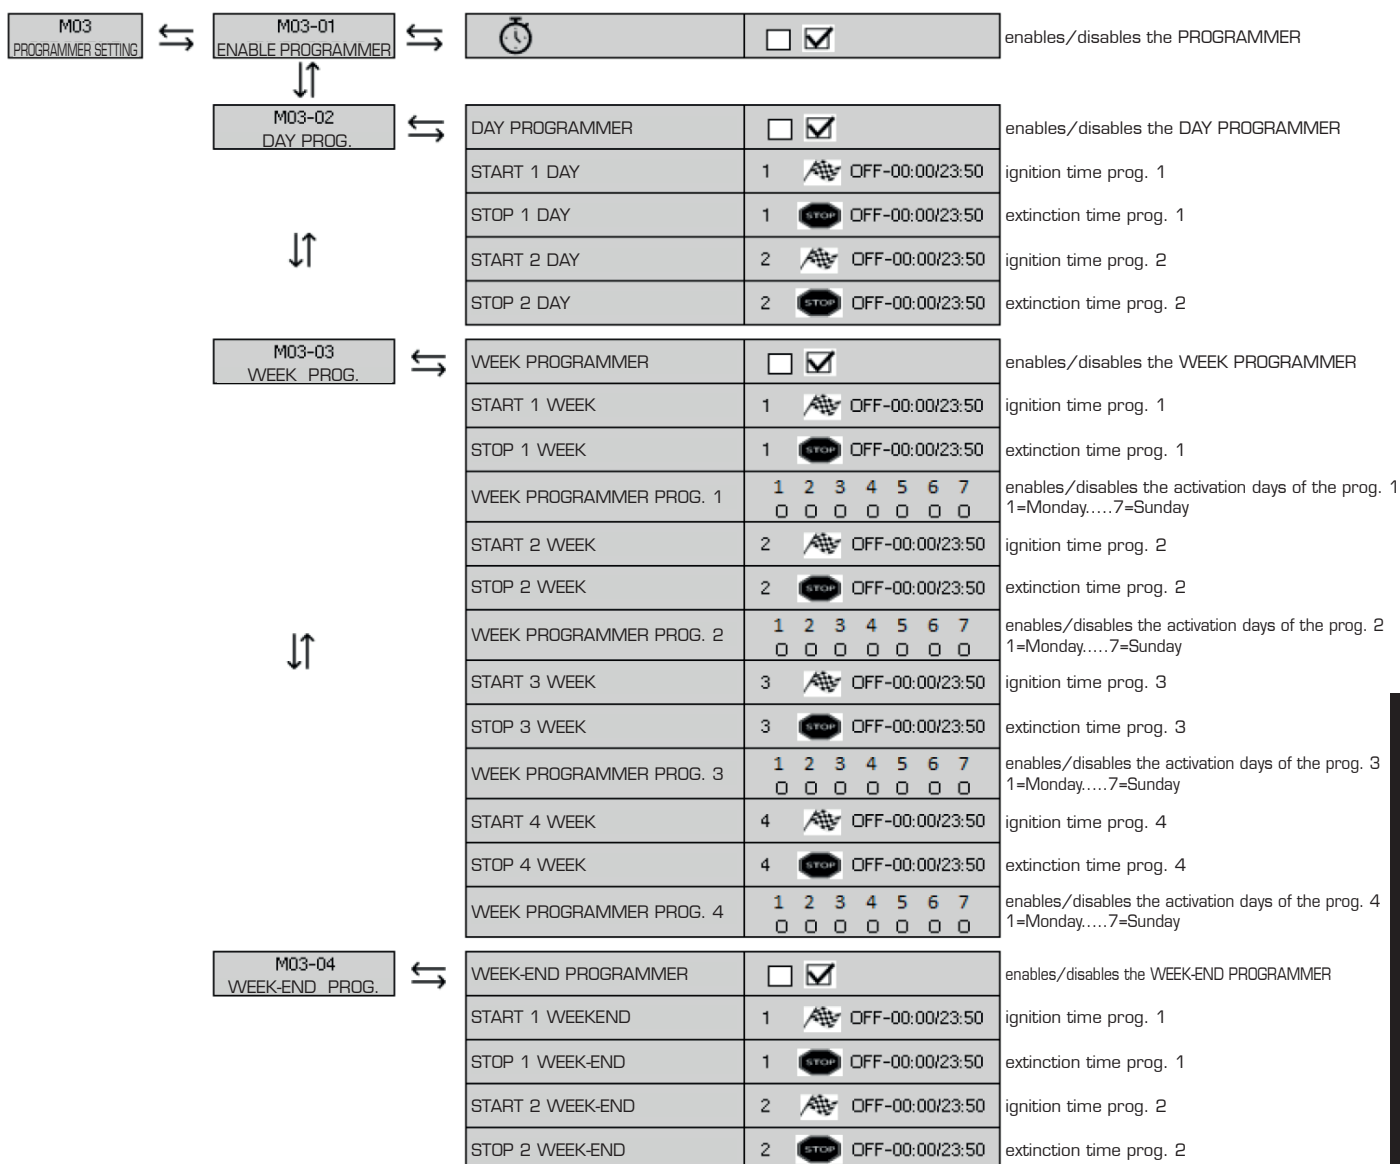 M03
PROGRAMMER SETTING
M03-01
ENABLE PROGRAMMER
enables/disables the PROGRAMMER
M03-02
DAY PROG.
DAY PROGRAMMER
enables/disables the DAY PROGRAMMER
START 1 DAY 1 OFF-00:00/23:50 ignition time prog. 1
STOP 1 DAY 1 STOP OFF-00:00/23:50 extinction time prog. 1
START 2 DAY 2 OFF-00:00/23:50 ignition time prog. 2
STOP 2 DAY 2 STOP OFF-00:00/23:50 extinction time prog. 2
M03-03
WEEK PROG.
WEEK PROGRAMMER
enables/disables the WEEK PROGRAMMER
START 1 WEEK 1 OFF-00:00/23:50 ignition time prog. 1
STOP 1 WEEK 1 STOP OFF-00:00/23:50 extinction time prog. 1
WEEK PROGRAMMER PROG. 1
1 2 3 4 5 6 7
0 0 0 0 0 0 0
enables/disables the activation days of the prog. 1
1=Monday.....7=Sunday
START 2 WEEK 2 OFF-00:00/23:50 ignition time prog. 2
STOP 2 WEEK 2 STOP OFF-00:00/23:50 extinction time prog. 2
WEEK PROGRAMMER PROG. 2
1 2 3 4 5 6 7
0 0 0 0 0 0 0
enables/disables the activation days of the prog. 2
1=Monday.....7=Sunday
START 3 WEEK 3 OFF-00:00/23:50 ignition time prog. 3
STOP 3 WEEK 3 STOP OFF-00:00/23:50 extinction time prog. 3
WEEK PROGRAMMER PROG. 3
1 2 3 4 5 6 7
0 0 0 0 0 0 0
enables/disables the activation days of the prog. 3
1=Monday.....7=Sunday
START 4 WEEK 4 OFF-00:00/23:50 ignition time prog. 4
STOP 4 WEEK 4 STOP OFF-00:00/23:50 extinction time prog. 4
WEEK PROGRAMMER PROG. 4
1 2 3 4 5 6 7
0 0 0 0 0 0 0
enables/disables the activation days of the prog. 4
1=Monday.....7=Sunday
M03-04
WEEK-END PROG.
WEEK-END PROGRAMMER
enables/disables the WEEK-END PROGRAMMER
START 1 WEEKEND 1 OFF-00:00/23:50 ignition time prog. 1
STOP 1 WEEK-END 1 STOP OFF-00:00/23:50 extinction time prog. 1
START 2 WEEK-END 2 OFF-00:00/23:50 ignition time prog. 2
STOP 2 WEEK-END 2 STOP OFF-00:00/23:50 extinction time prog. 2